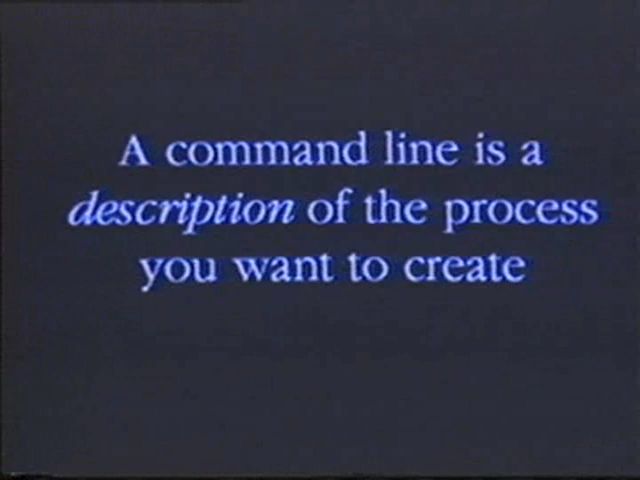 A command line is a
description of the process
you want to create